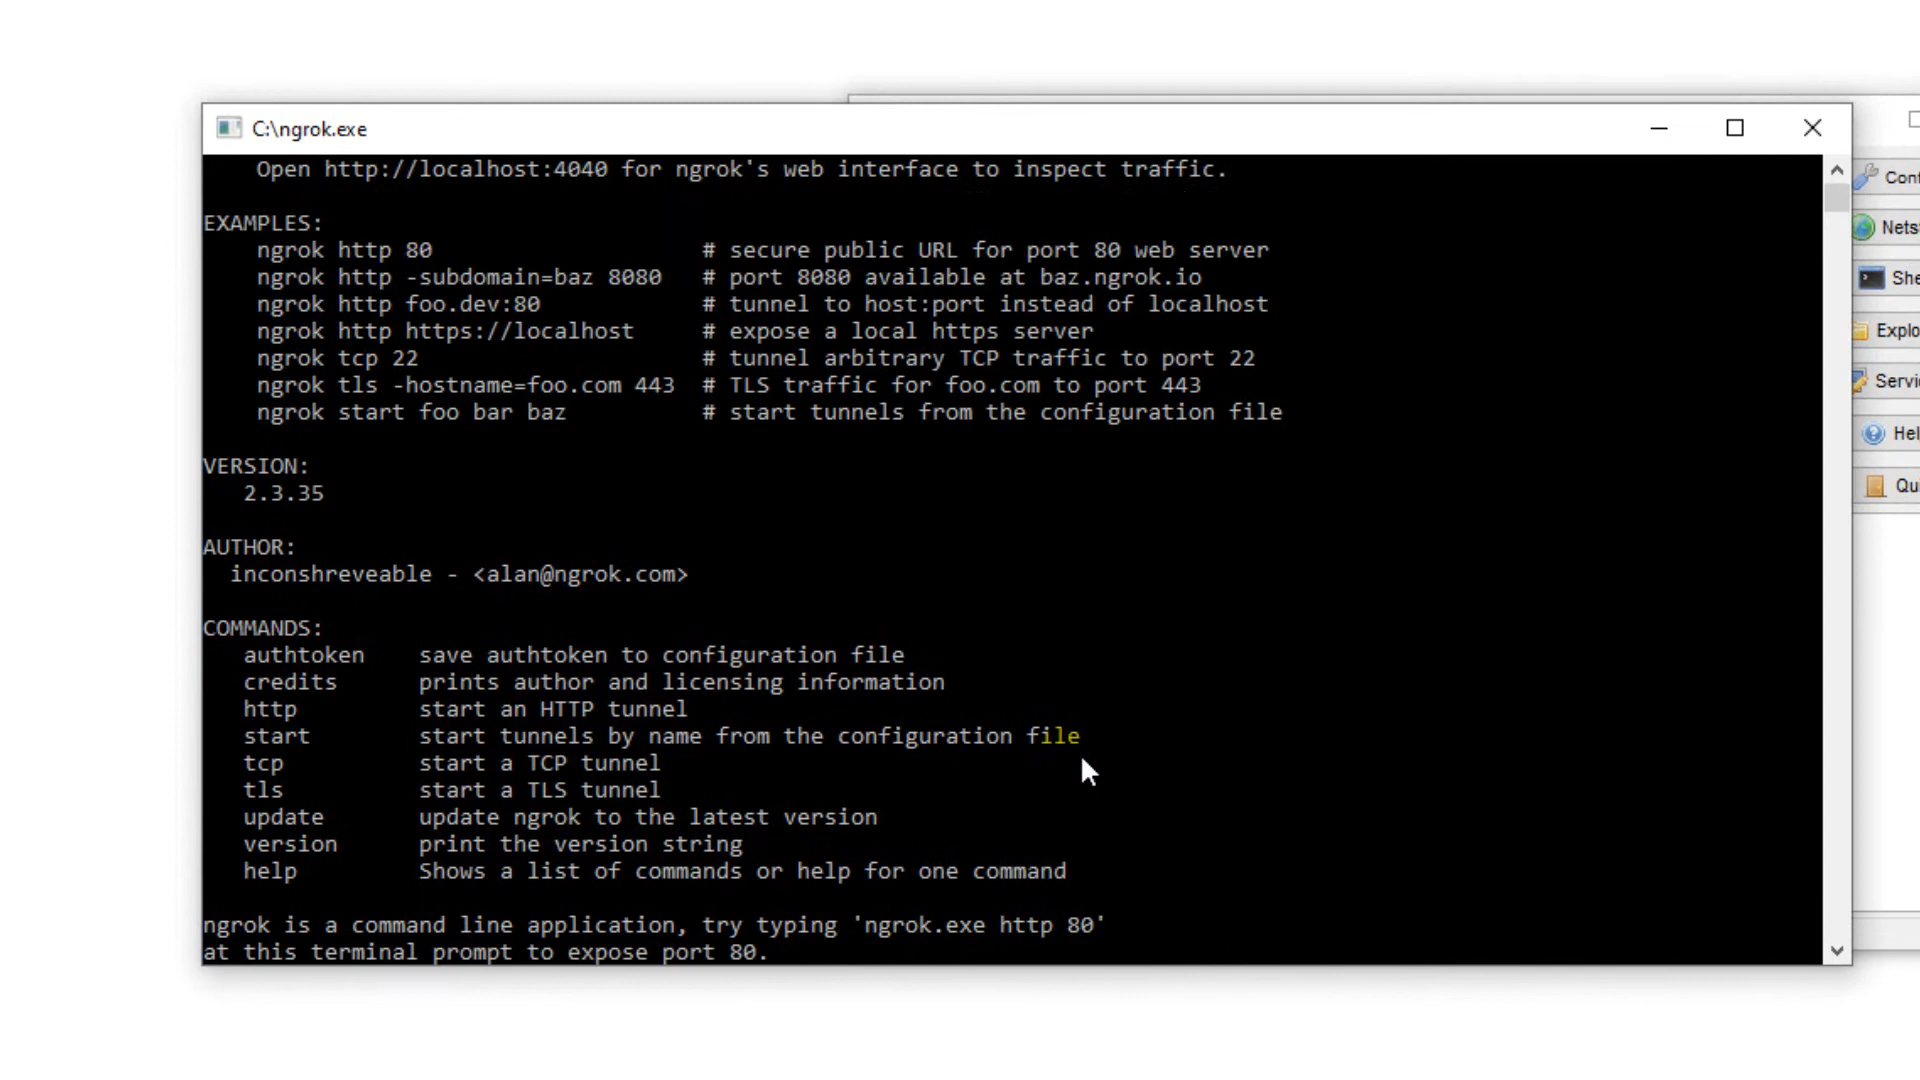 C:\ngrok.exe
Open http://localhost:4040 for ngrok's web interface to inspect traffic.
EXAMPLES:
ngrok http 80 # secure public URL for port 80 web server
ngrok http -subdomain=baz 8080 # port 8080 available at baz.ngrok.io
ngrok http foo.dev:80 # tunnel to host:port instead of localhost
ngrok http https://localhost # expose a local https server
ngrok tcp 22 # tunnel arbitrary TCP traffic to port 22
ngrok tls -hostname=foo.com 443 # TLS traffic for foo.com to port 443
ngrok start foo bar baz # start tunnels from the configuration file
VERSION:
2.3.35
AUTHOR:
inconshreveable - <alan@ngrok.com>
COMMANDS:
authtoken save authtoken to configuration file
credits prints author and licensing information
http start an HTTP tunnel
start start tunnels by name from the configuration file
tcp start a TCP tunnel
tls start a TLS tunnel
update update ngrok to the latest version
version print the version string
help Shows a list of commands or help for one command
ngrok is a command line application, try typing 'ngrok.exe http 80'
at this terminal prompt to expose port 80.